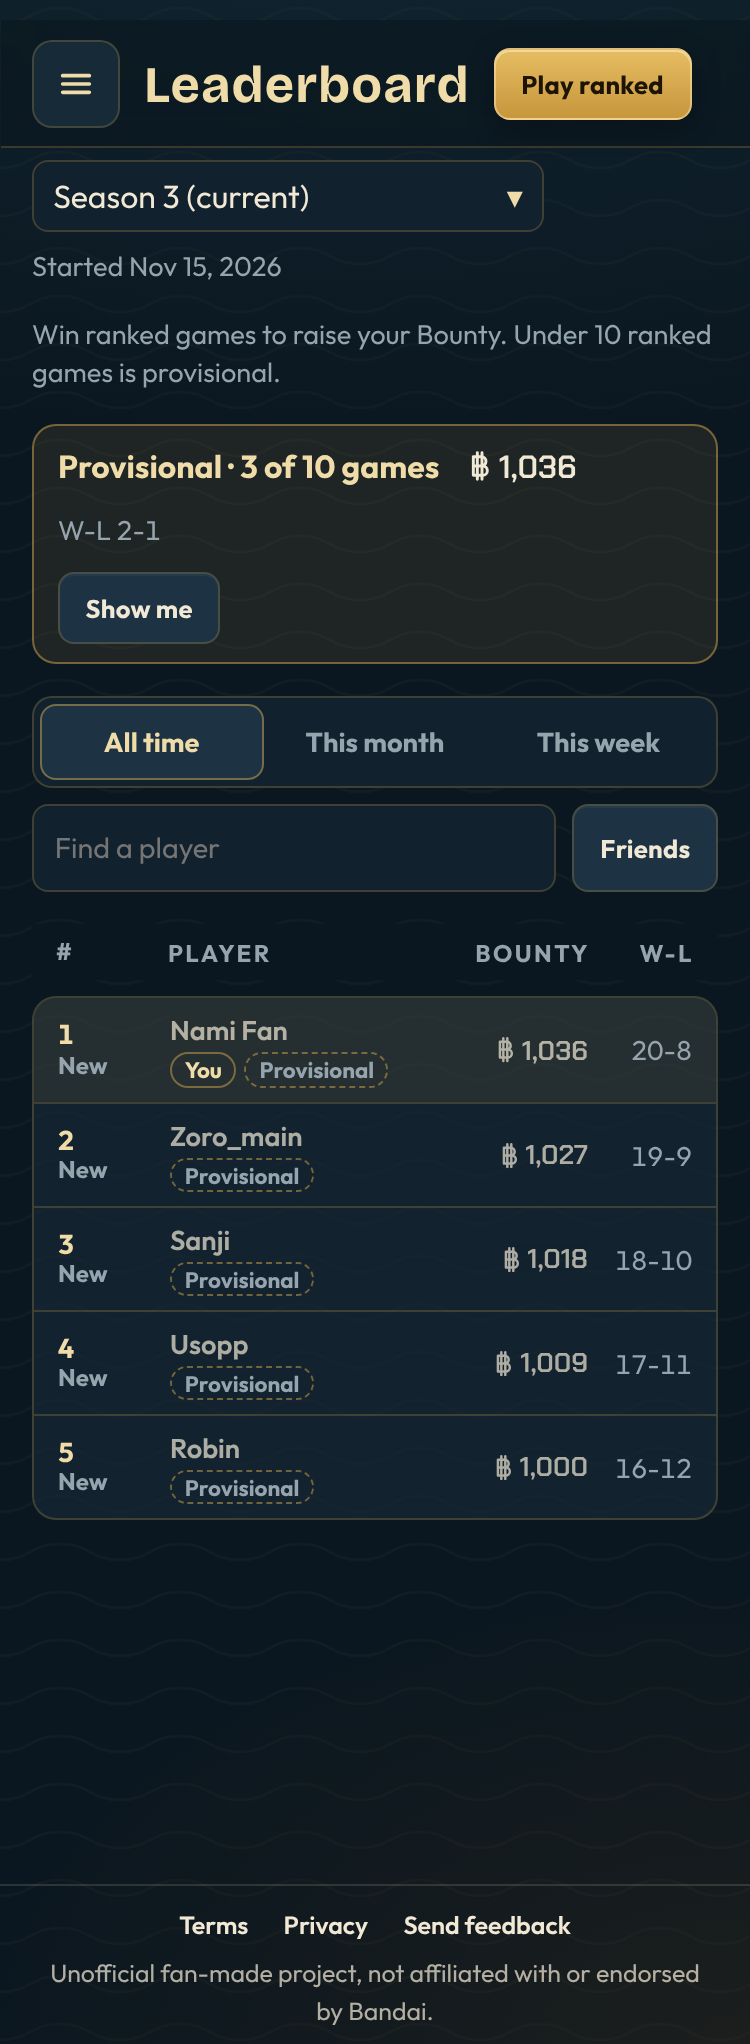 Leaderboard
Play ranked
Season 3 (current) ▼
Started Nov 15, 2026
Win ranked games to raise your Bounty. Under 10 ranked
games is provisional.
Provisional · 3 of 10 games ฿ 1,036
W-L 2-1
Show me
All time This month This week
Find a player Friends
# PLAYER BOUNTY W-L
1 Nami Fan ฿ 1,036 20-8
New You Provisional
2 Zoro_main ฿ 1,027 19-9
New Provisional
3 Sanji ฿ 1,018 18-10
New Provisional
4 Usopp ฿ 1,009 17-11
New Provisional
5 Robin ฿ 1,000 16-12
New Provisional
Terms Privacy Send feedback
Unofficial fan-made project, not affiliated with or endorsed
by Bandai.